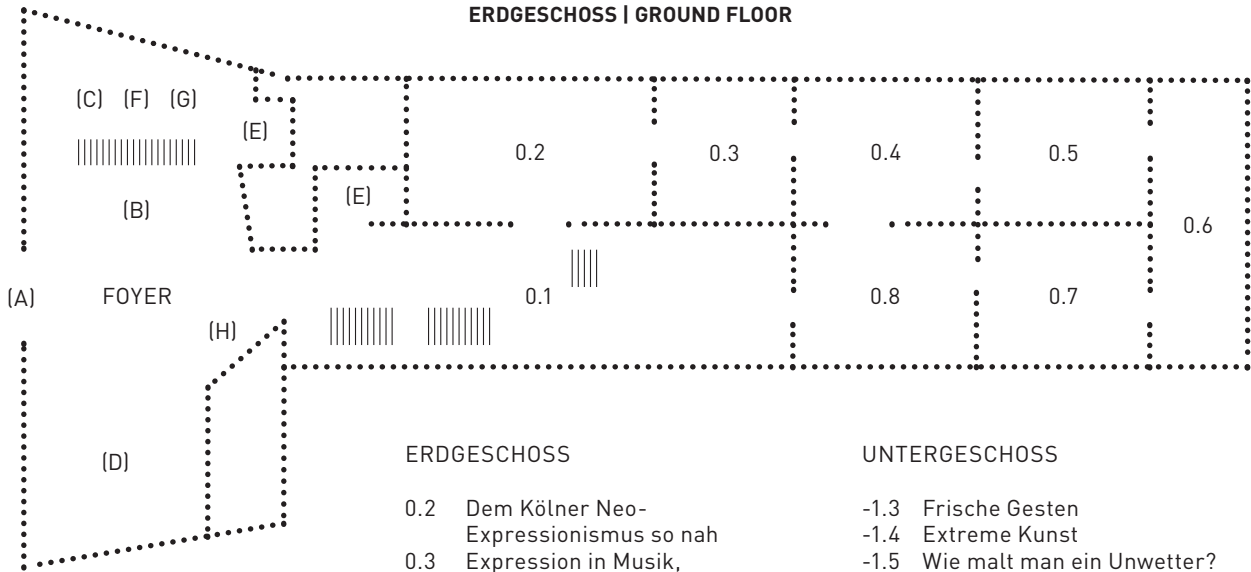 ERDGESCHOSS | GROUND FLOOR
(C) (F) (G)
(E)
0.2
0.3
0.4
0.5
(B)
(E)
0.6
(A)
FOYER
0.1
0.8
0.7
(H)
(D)
ERDGESCHOSS
0.2 Dem Kölner Neo-
Expressionismus so nah
0.3 Expression in Musik,
UNTERGESCHOSS
-1.3 Frische Gesten
-1.4 Extreme Kunst
-1.5 Wie malt man ein Unwetter?